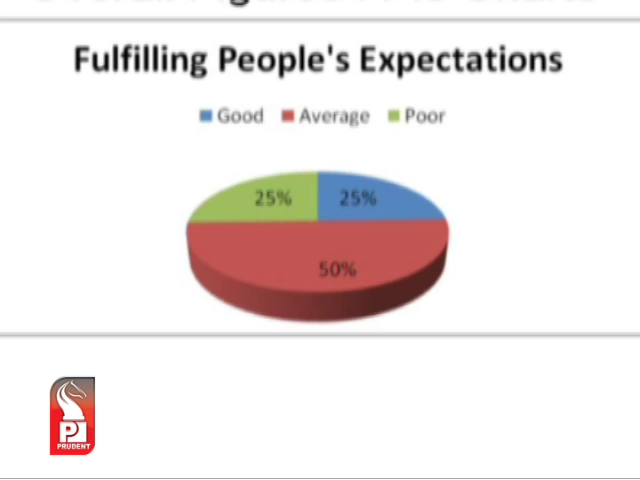 Fulfilling People's Expectations
Good Average Poor
25% 25%
50%
P
PRUDENT